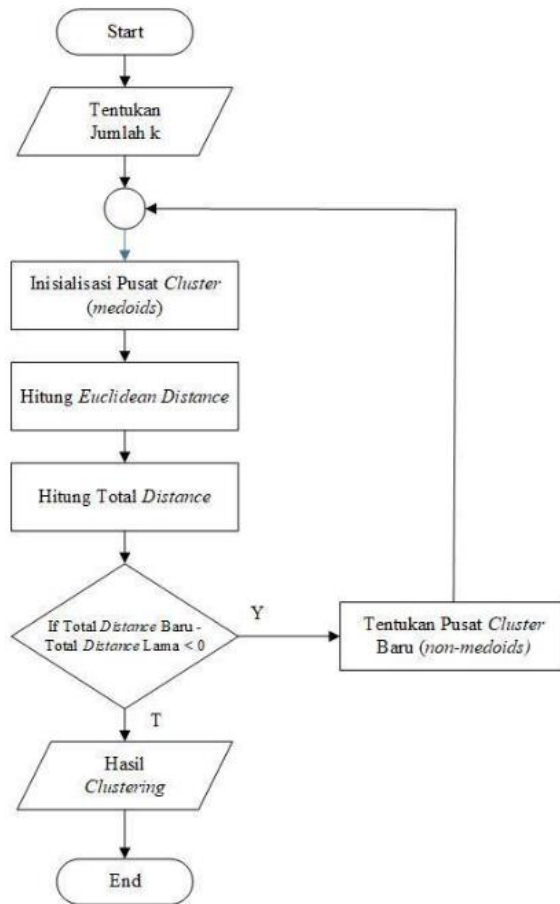 Start
Tentukan
Jumlah k
Inisialisasi Pusat Cluster
(medoids)
Hitung Euclidean Distance
Hitung Total Distance
If Total Distance Baru -
Total Distance Lama < 0
Y
Tentukan Pusat Cluster
Baru (non-medoids)
T
Hasil
Clustering
End